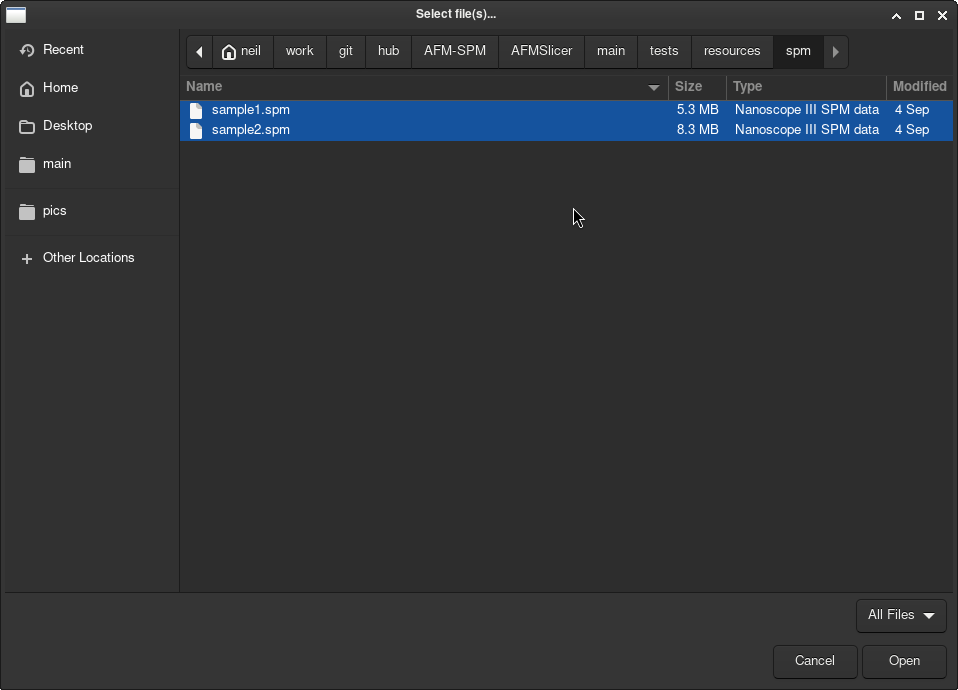 Select file(s)...
Recent
Home
Desktop
main
pics
Other Locations
neil work git hub AFM-SPM AFMSlicer main tests resources spm
Name Size Type Modified
sample1.spm 5.3 MB Nanoscope III SPM data 4 Sep
sample2.spm 8.3 MB Nanoscope III SPM data 4 Sep
All Files
Cancel Open